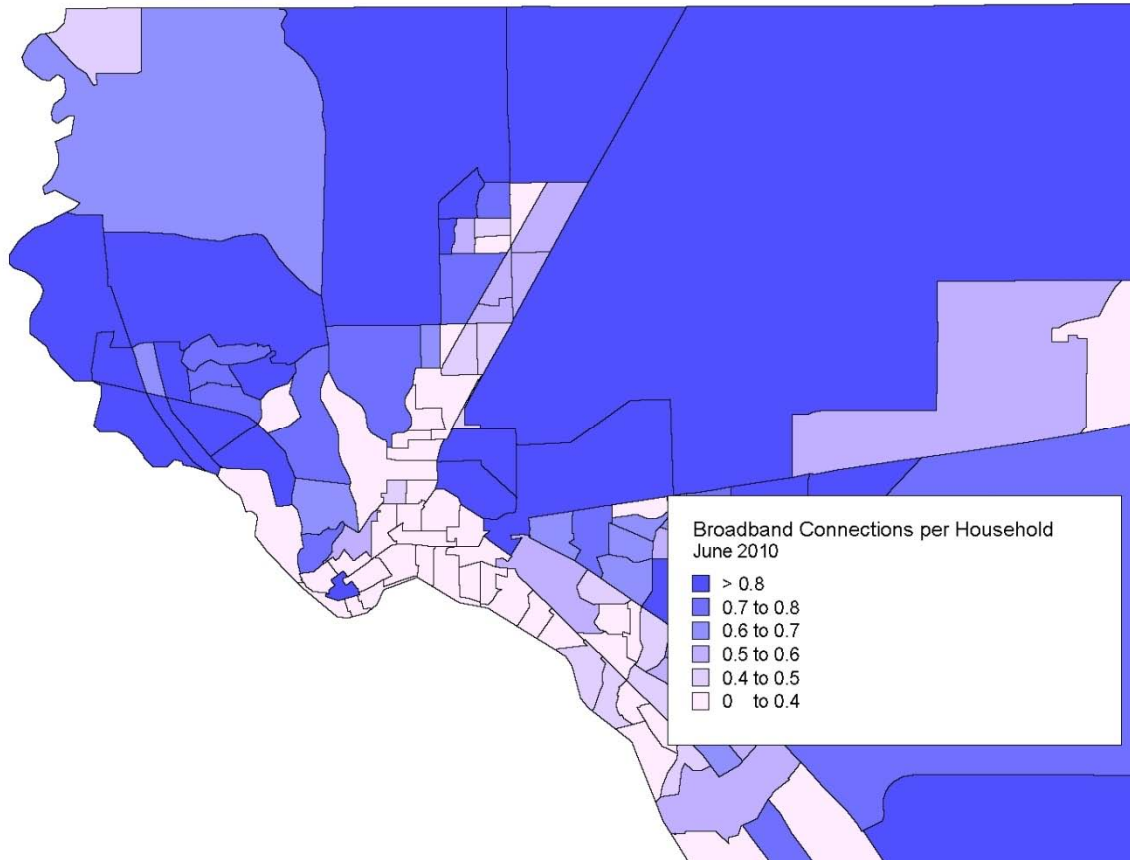 Broadband Connections per Household
June 2010
> 0.8
0.7 to 0.8
0.6 to 0.7
0.5 to 0.6
0.4 to 0.5
0 to 0.4